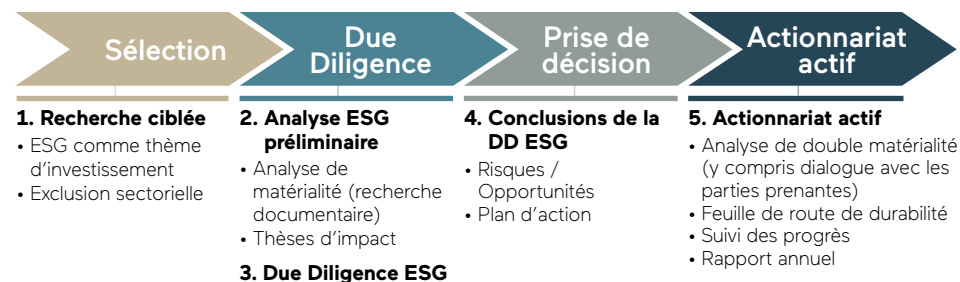 Sélection
Due
Diligence
Prise de
décision
Actionnariat
actif
1. Recherche ciblée
• ESG comme thème
d’investissement
• Exclusion sectorielle
2. Analyse ESG
préliminaire
• Analyse de
matérialité (recherche
documentaire)
• Thèses d’impact
3. Due Diligence ESG
4. Conclusions de la
DD ESG
• Risques /
Opportunités
• Plan d’action
5. Actionnariat actif
• Analyse de double matérialité
(y compris dialogue avec les
parties prenantes)
• Feuille de route de durabilité
• Suivi des progrès
• Rapport annuel